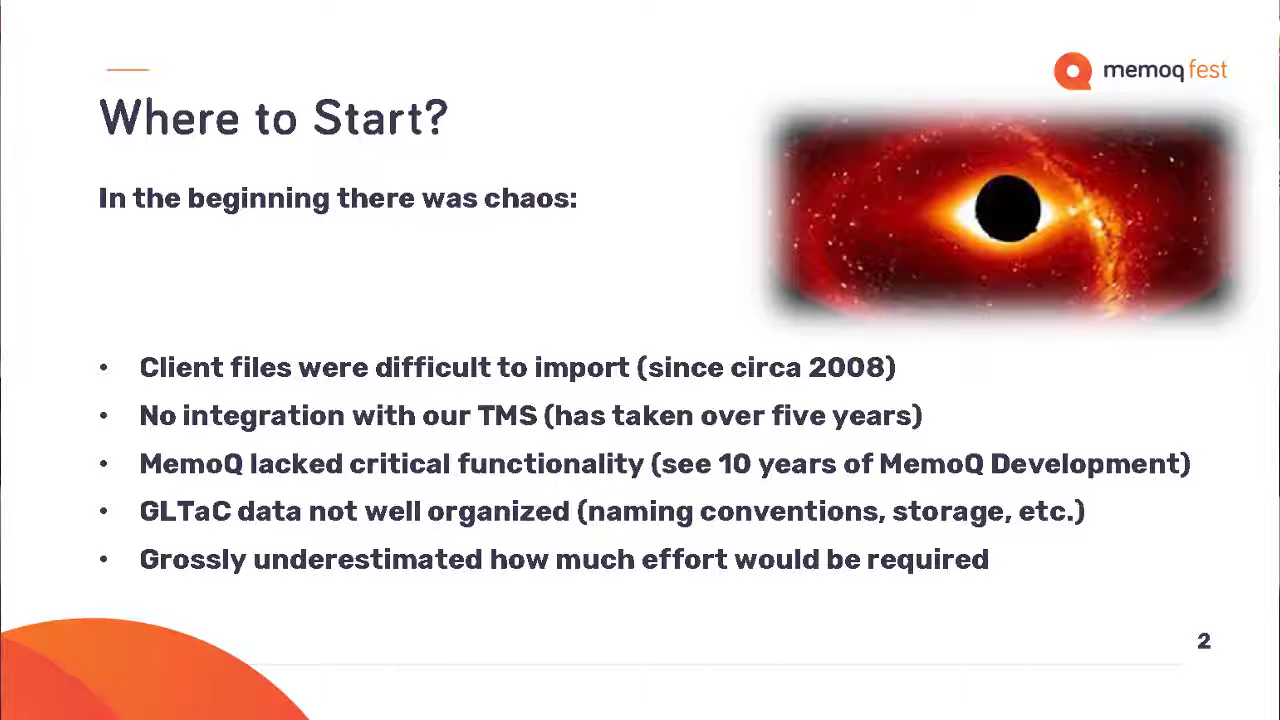 memoq fest
Where to Start?
In the beginning there was chaos:
• Client files were difficult to import (since circa 2008)
• No integration with our TMS (has taken over five years)
• MemoQ lacked critical functionality (see 10 years of MemoQ Development)
• GLTaC data not well organized (naming conventions, storage, etc.)
• Grossly underestimated how much effort would be required
2